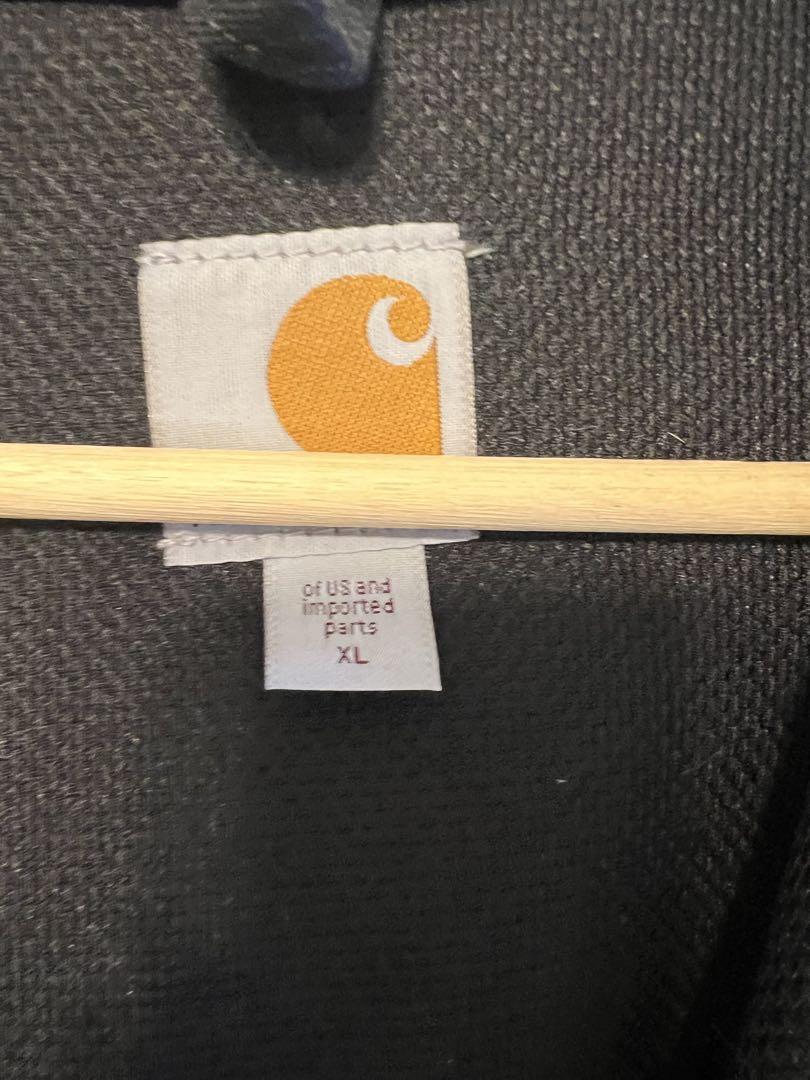 of US and
imported
parts
XL